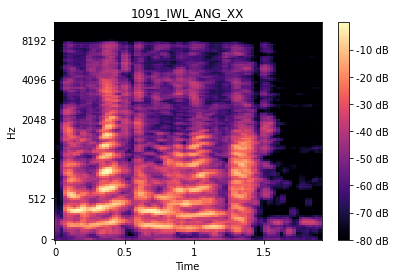 1091_IWL_ANG_XX
8192
4096
2048
1024
512
0
Hz
0
0.5
1
1.5
Time
-10 dB
-20 dB
-30 dB
-40 dB
-50 dB
-60 dB
-70 dB
-80 dB